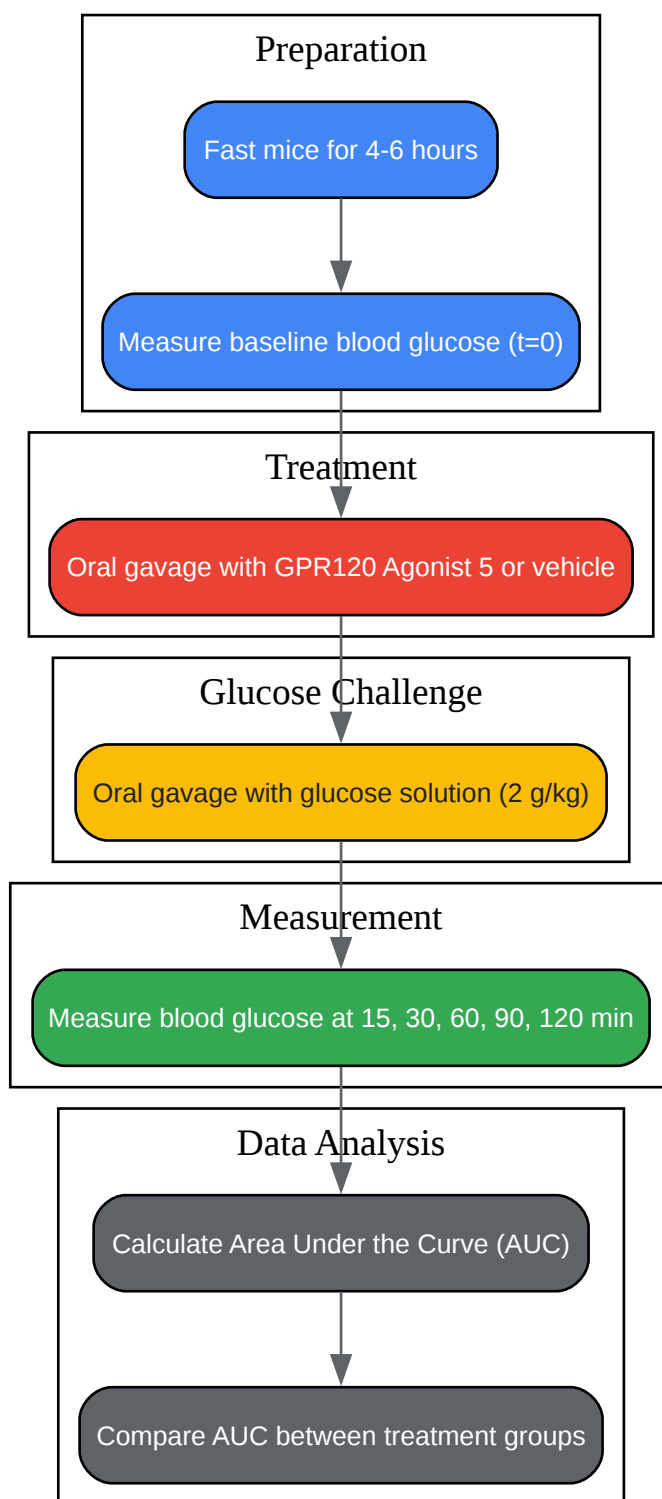 Preparation
Fast mice for 4-6 hours
Measure baseline blood glucose (t=0)
Treatment
Oral gavage with GPR120 Agonist 5 or vehicle
Glucose Challenge
Oral gavage with glucose solution (2 g/kg)
Measurement
Measure blood glucose at 15, 30, 60, 90, 120 min
Data Analysis
Calculate Area Under the Curve (AUC)
Compare AUC between treatment groups